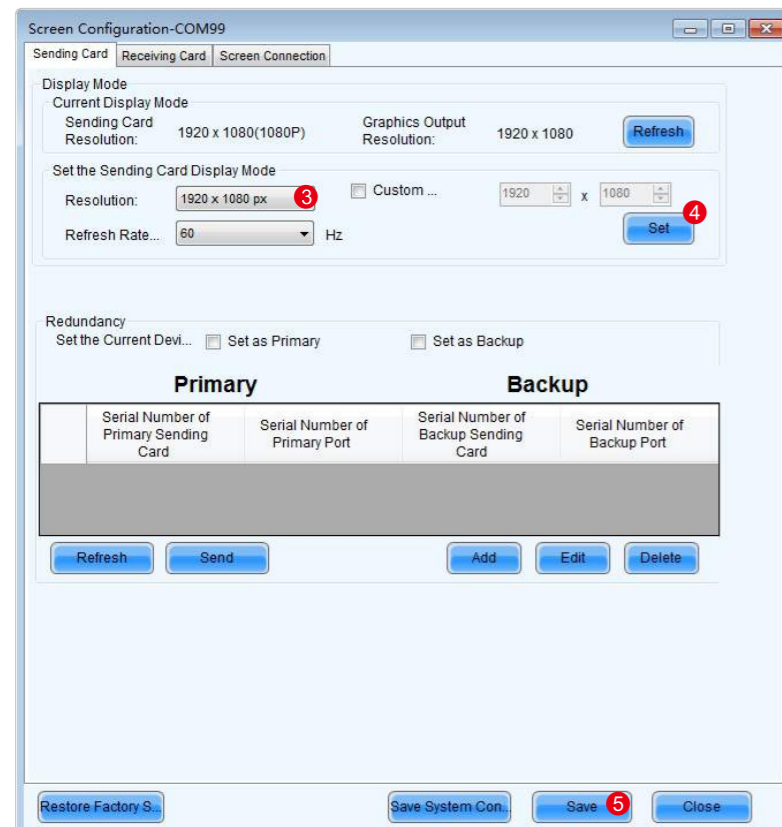 Screen Configuration-COM99
Sending Card Receiving Card Screen Connection
Display Mode
Current Display Mode
Sending Card
Resolution:
1920 x 1080(1080P)
Graphics Output
Resolution:
1920 x 1080
Refresh
Set the Sending Card Display Mode
Resolution: 1920 x 1080 px 3 Custom ... 1920 x 1080
4
Refresh Rate... 60 Hz Set
Redundancy
Set the Current Devi... Set as Primary Set as Backup
Primary Backup
Serial Number of
Primary Sending
Card
Serial Number of
Primary Port
Serial Number of
Backup Sending
Card
Serial Number of
Backup Port
Refresh Send Add Edit Delete
Restore Factory S... Save System Con... Save 5 Close